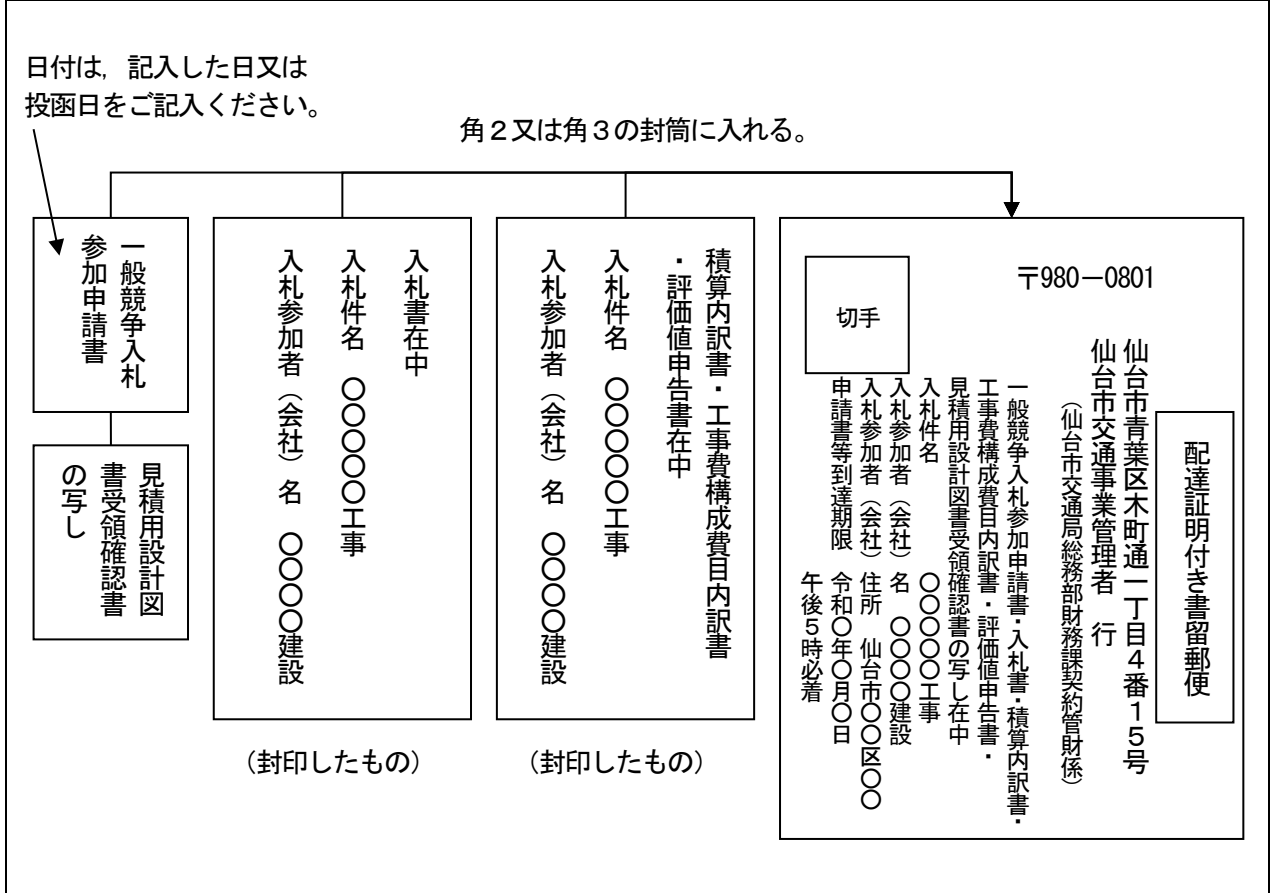 日付は，記入した日又は
投函日をご記入ください。
角２又は角３の封筒に入れる。
一般競争入札
参加申請書
見積用設計図
書受領確認書
の写し
入札書在中
入札件名　〇〇〇〇〇工事
入札参加者（会社）名　〇〇〇〇建設
（封印したもの）
積算内訳書・工事費構成費目内訳書
・評価値申告書在中
入札件名　〇〇〇〇〇工事
入札参加者（会社）名　〇〇〇〇建設
（封印したもの）
配達証明付き書留郵便
〒980－0801
仙台市青葉区木町通一丁目４番１５号
仙台市交通事業管理者　行
（仙台市交通局総務部財務課契約管財係）
切手
一般競争入札参加申請書・入札書・積算内訳書・
工事費構成費目内訳書・評価値申告書・
見積用設計図書受領確認書の写し在中
入札件名　〇〇〇〇〇工事
入札参加者（会社）名　〇〇〇〇建設
入札参加者（会社）住所　仙台市〇〇区〇〇
申請書等到達期限　令和〇年〇月〇日
午後５時必着